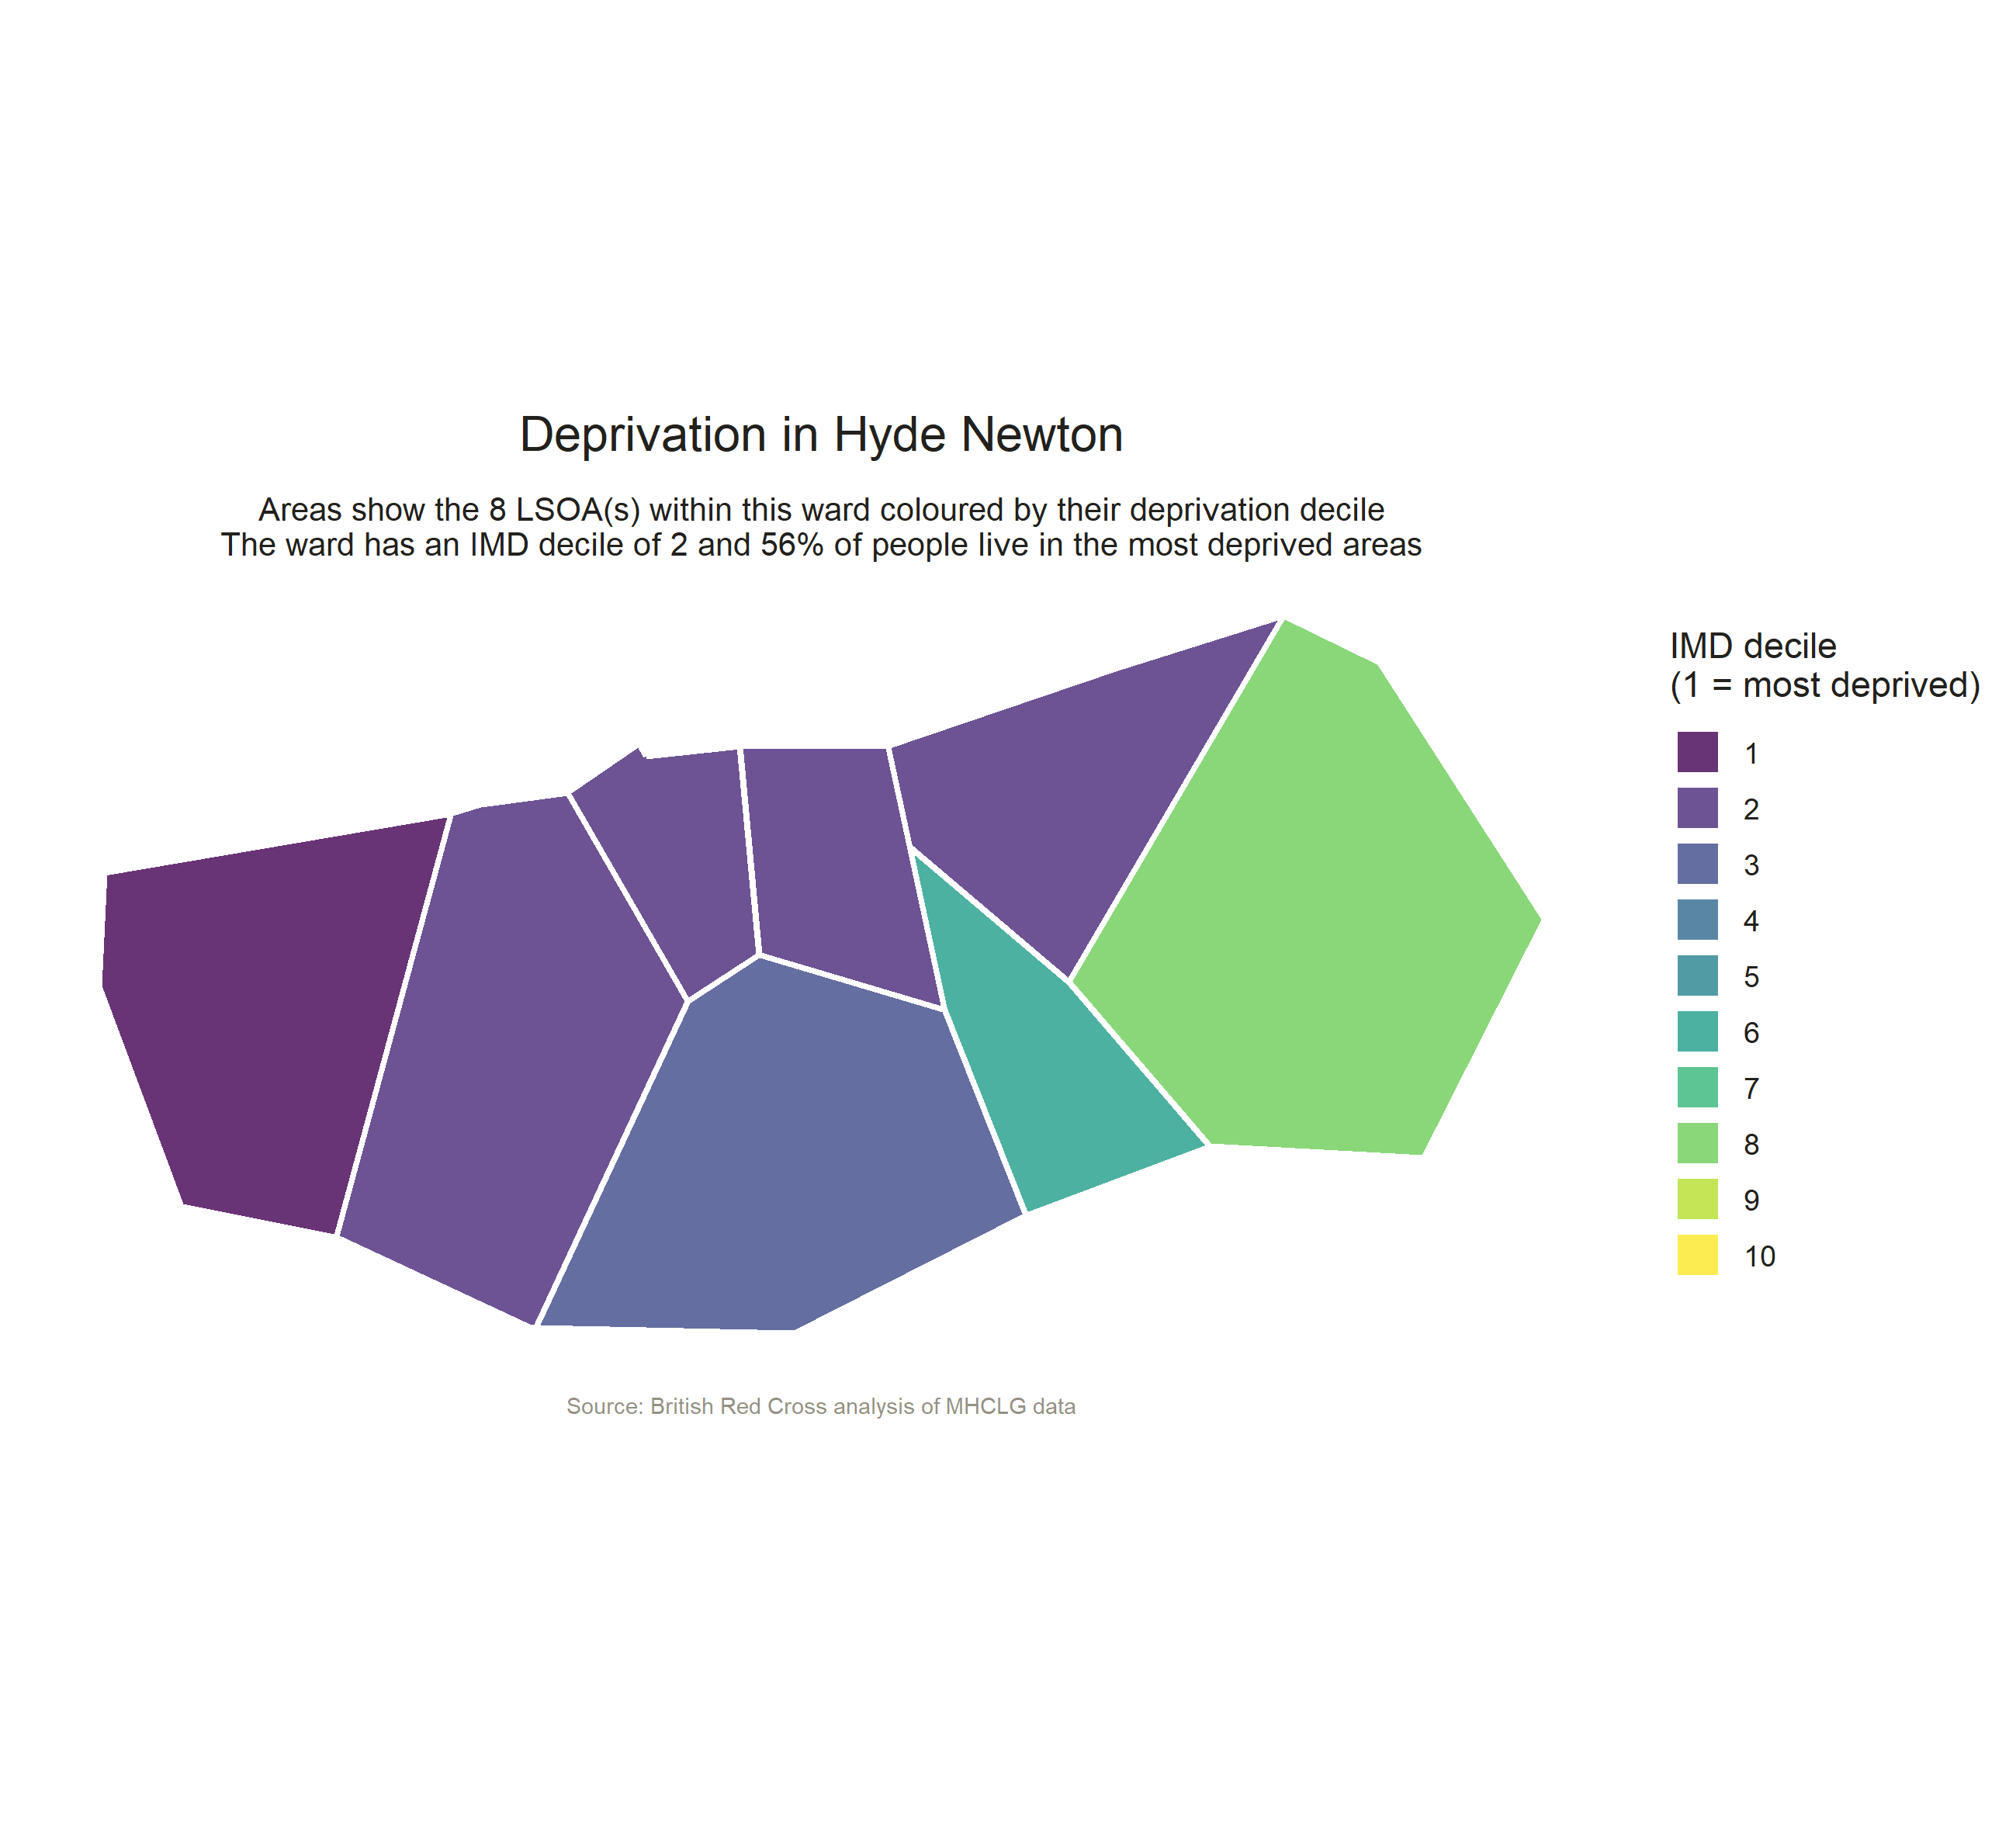 Deprivation in Hyde Newton
Areas show the 8 LSOA(s) within this ward coloured by their deprivation decile
The ward has an IMD decile of 2 and 56% of people live in the most deprived areas
IMD decile
(1 = most deprived)
1
2
3
4
5
6
7
8
9
10
Source: British Red Cross analysis of MHCLG data